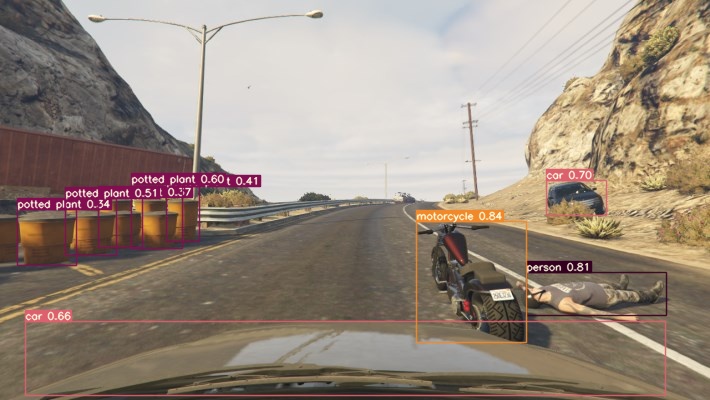 potted plant 0.60
t 0.41
potted plant 0.51
t 0.37
potted plant 0.34
car 0.70
motorcycle 0.84
person 0.81
car 0.66